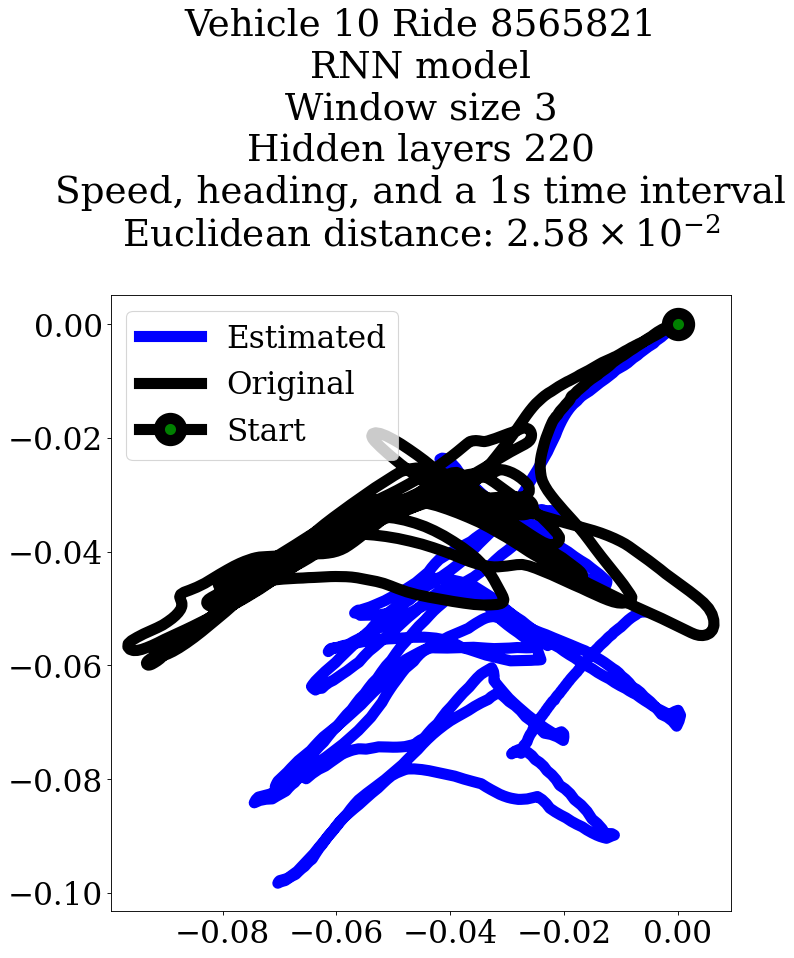 Vehicle 10 Ride 8565821
RNN model
Window size 3
Hidden layers 220
Speed, heading, and a 1s time interval
Euclidean distance: 2.58 × 10⁻²
Estimated
Original
Start
0.00
−0.02
−0.04
−0.06
−0.08
−0.10
−0.08 −0.06 −0.04 −0.02 0.00